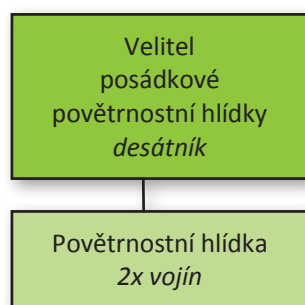 Velitel
posádkové
povětrnostní hlídky
desátník
Povětrnostní hlídka
2x vojín